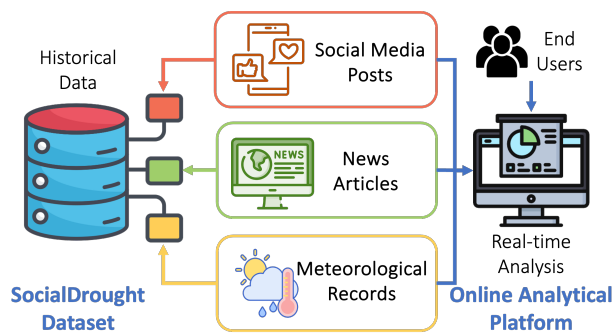 Historical
Data
SocialDrought
Dataset
Social Media
Posts
NEWS
News
Articles
Meteorological
Records
End
Users
Real-time
Analysis
Online Analytical
Platform